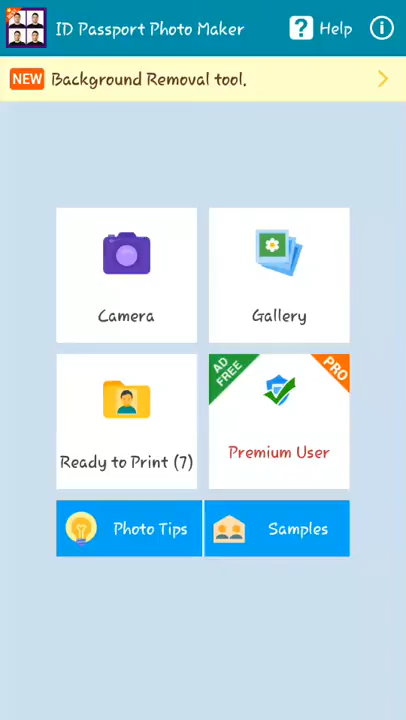 ID Passport Photo Maker
Help
NEW Background Removal tool.
Camera
Gallery
Ready to Print (7)
AD FREE
PRO
Premium User
Photo Tips
Samples